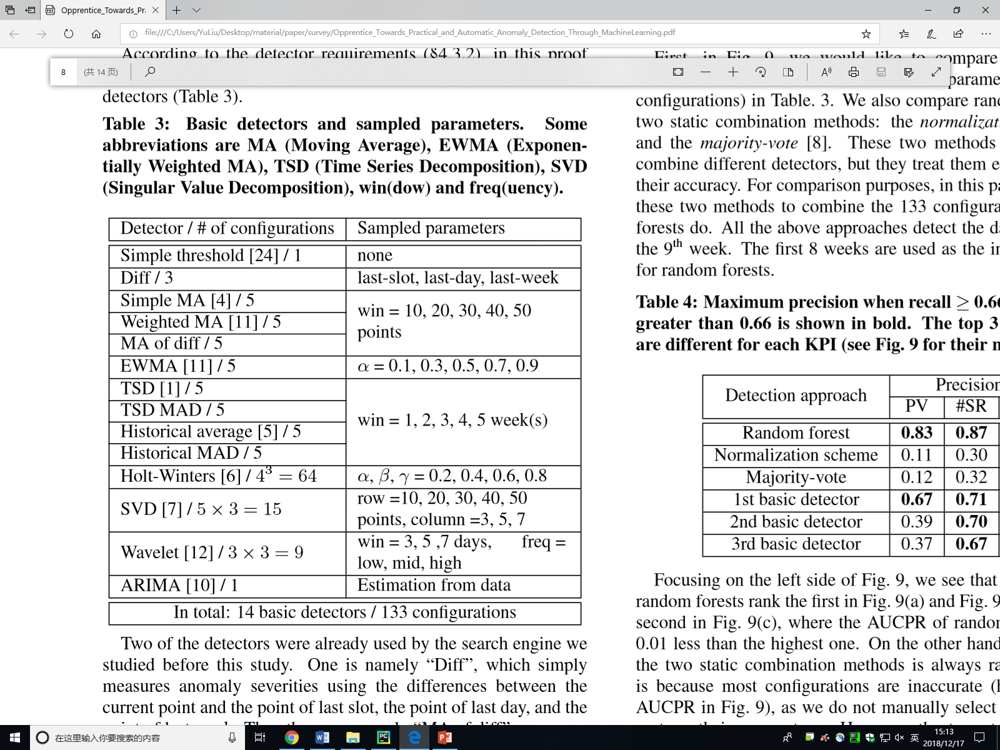 Opprentice_Towards_Pr
file:///C:/Users/YuLiu/Desktop/material/paper/survey/Opprentice_Towards_Practical_and_Automatic_Anomaly_Detection_Through_MachineLearning.pdf
According to the detector requirements (§4.3.2), in this proof
8 (共 14 页)
detectors (Table 3).
Table 3: Basic detectors and sampled parameters. Some
abbreviations are MA (Moving Average), EWMA (Exponen-
tially Weighted MA), TSD (Time Series Decomposition), SVD
(Singular Value Decomposition), win(dow) and freq(uency).
Detector / # of configurations Sampled parameters
Simple threshold [24] / 1 none
Diff / 3 last-slot, last-day, last-week
Simple MA [4] / 5
Weighted MA [11] / 5
MA of diff / 5
win = 10, 20, 30, 40, 50
points
EWMA [11] / 5 α = 0.1, 0.3, 0.5, 0.7, 0.9
TSD [1] / 5
TSD MAD / 5
Historical average [5] / 5
Historical MAD / 5
win = 1, 2, 3, 4, 5 week(s)
Holt-Winters [6] / 4³ = 64 α, β, γ = 0.2, 0.4, 0.6, 0.8
SVD [7] / 5 × 3 = 15
row =10, 20, 30, 40, 50
points, column =3, 5, 7
Wavelet [12] / 3 × 3 = 9
win = 3, 5 ,7 days, freq =
low, mid, high
ARIMA [10] / 1 Estimation from data
In total: 14 basic detectors / 133 configurations
Two of the detectors were already used by the search engine we
studied before this study. One is namely “Diff”, which simply
measures anomaly severities using the differences between the
current point and the point of last slot, the point of last day, and the
First, in Fig. 9, we would like to compare
parame
configurations) in Table. 3. We also compare ran
two static combination methods: the normalizat
and the majority-vote [8]. These two methods
combine different detectors, but they treat them e
their accuracy. For comparison purposes, in this pa
these two methods to combine the 133 configura
forests do. All the above approaches detect the da
the 9th week. The first 8 weeks are used as the in
for random forests.
Table 4: Maximum precision when recall ≥ 0.66
greater than 0.66 is shown in bold. The top 3
are different for each KPI (see Fig. 9 for their n
Detection approach Precision
PV #SR
Random forest 0.83 0.87
Normalization scheme 0.11 0.30
Majority-vote 0.12 0.32
1st basic detector 0.67 0.71
2nd basic detector 0.39 0.70
3rd basic detector 0.37 0.67
Focusing on the left side of Fig. 9, we see that
random forests rank the first in Fig. 9(a) and Fig. 9
second in Fig. 9(c), where the AUCPR of random
0.01 less than the highest one. On the other hand
the two static combination methods is always ra
is because most configurations are inaccurate (h
AUCPR in Fig. 9), as we do not manually select
在这里输入你要搜索的内容
英
15:13
2018/12/17